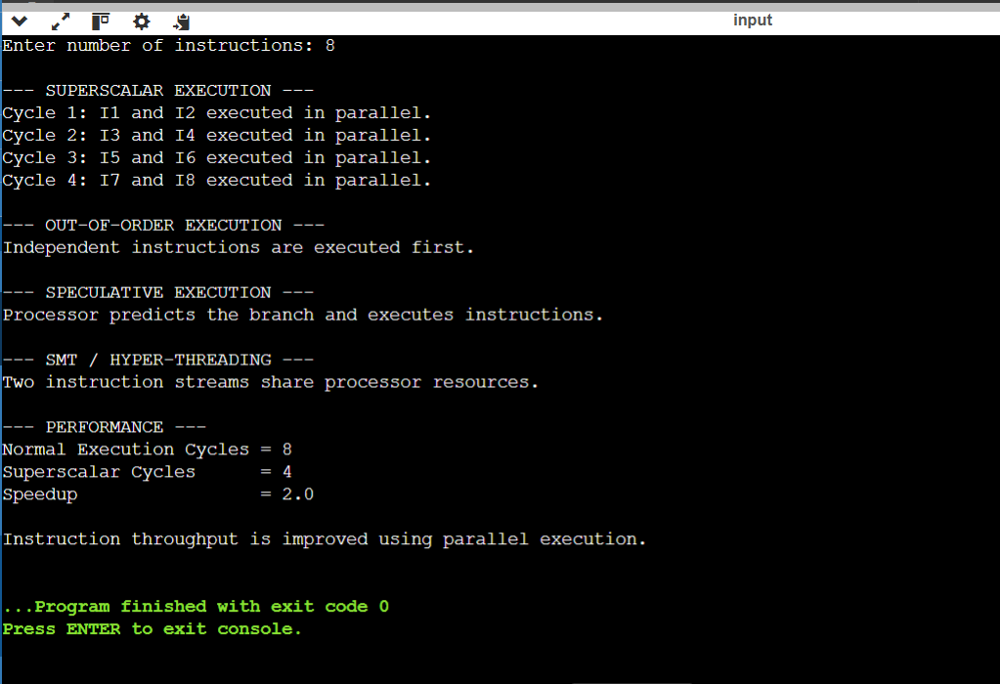 input
Enter number of instructions: 8
--- SUPERSCALAR EXECUTION ---
Cycle 1: I1 and I2 executed in parallel.
Cycle 2: I3 and I4 executed in parallel.
Cycle 3: I5 and I6 executed in parallel.
Cycle 4: I7 and I8 executed in parallel.
--- OUT-OF-ORDER EXECUTION ---
Independent instructions are executed first.
--- SPECULATIVE EXECUTION ---
Processor predicts the branch and executes instructions.
--- SMT / HYPER-THREADING ---
Two instruction streams share processor resources.
--- PERFORMANCE ---
Normal Execution Cycles = 8
Superscalar Cycles      = 4
Speedup                 = 2.0
Instruction throughput is improved using parallel execution.
...Program finished with exit code 0
Press ENTER to exit console.